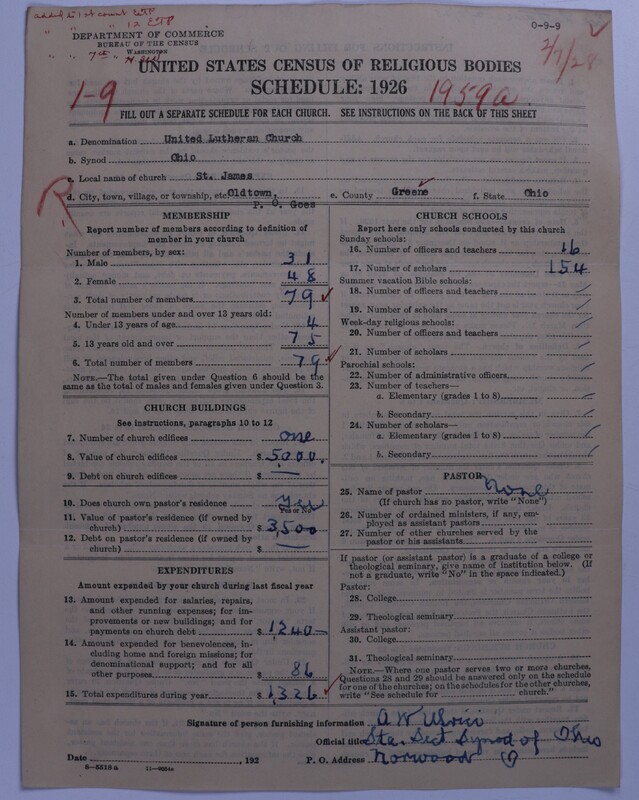 added to 1st count EFP
" " " 12 EFP
" " 7th
O-9-9
DEPARTMENT OF COMMERCE
BUREAU OF THE CENSUS
WASHINGTON
2/7/28
UNITED STATES CENSUS OF RELIGIOUS BODIES
SCHEDULE: 1926
1-9
1959a
FILL OUT A SEPARATE SCHEDULE FOR EACH CHURCH. SEE INSTRUCTIONS ON THE BACK OF THIS SHEET
a. Denomination United Lutheran Church
b. Synod Ohio
c. Local name of church St. James
R
d. City, town, village, or township, etc. Oldtown, e. County Greene f. State Ohio
P. O. Goes
MEMBERSHIP
Report number of members according to definition of
member in your church
Number of members, by sex:
1. Male 31
2. Female 48
3. Total number of members 79
Number of members under and over 13 years old:
4. Under 13 years of age 4
5. 13 years old and over 75
6. Total number of members 79
NOTE.—The total given under Question 6 should be the
same as the total of males and females given under Question 3.
CHURCH BUILDINGS
See instructions, paragraphs 10 to 12
7. Number of church edifices one
8. Value of church edifices $ 5000.
9. Debt on church edifices $ —
10. Does church own pastor's residence Yes
Yes or No
11. Value of pastor's residence (if owned by
church) $ 3,500
12. Debt on pastor's residence (if owned by
church) $ —
EXPENDITURES
Amount expended by your church during last fiscal year
13. Amount expended for salaries, repairs,
and other running expenses; for im-
provements or new buildings; and for
payments on church debt $ 1240—
14. Amount expended for benevolences, in-
cluding home and foreign missions; for
denominational support; and for all
other purposes $ 86
15. Total expenditures during year $ 1,326
CHURCH SCHOOLS
Report here only schools conducted by this church
Sunday schools:
16. Number of officers and teachers 16
17. Number of scholars 154
Summer vacation Bible schools:
18. Number of officers and teachers
19. Number of scholars
Week-day religious schools:
20. Number of officers and teachers
21. Number of scholars
Parochial schools:
22. Number of administrative officers
23. Number of teachers—
a. Elementary (grades 1 to 8)
b. Secondary
24. Number of scholars—
a. Elementary (grades 1 to 8)
b. Secondary
PASTOR
25. Name of pastor None
(If church has no pastor, write "None")
26. Number of ordained ministers, if any, em-
ployed as assistant pastors
27. Number of other churches served by the
pastor or his assistants
If pastor (or assistant pastor) is a graduate of a college or
theological seminary, give name of institution below. (If
not a graduate, write "No" in the space indicated.)
Pastor:
28. College
29. Theological seminary
Assistant pastor:
30. College
31. Theological seminary
NOTE.—Where one pastor serves two or more churches,
Questions 28 and 29 should be answered only on the schedule
for one of the churches; on the schedules for the other churches,
write "See schedule for church."
Signature of person furnishing information A W Ulrici
Official title Sta. Sect Synod of Ohio
Date , 192 P. O. Address Norwood O
8-5318 a 11-9664